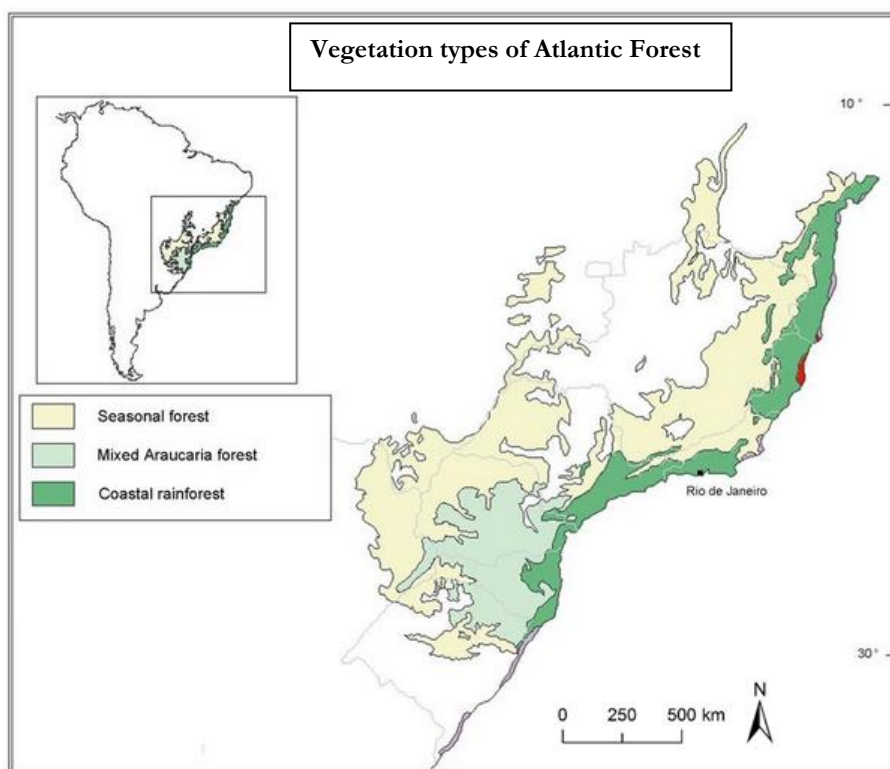 Vegetation types of Atlantic Forest
10°
Seasonal forest
Mixed Araucaria forest
Coastal rainforest
Rio de Janeiro
30°
N
0 250 500 km